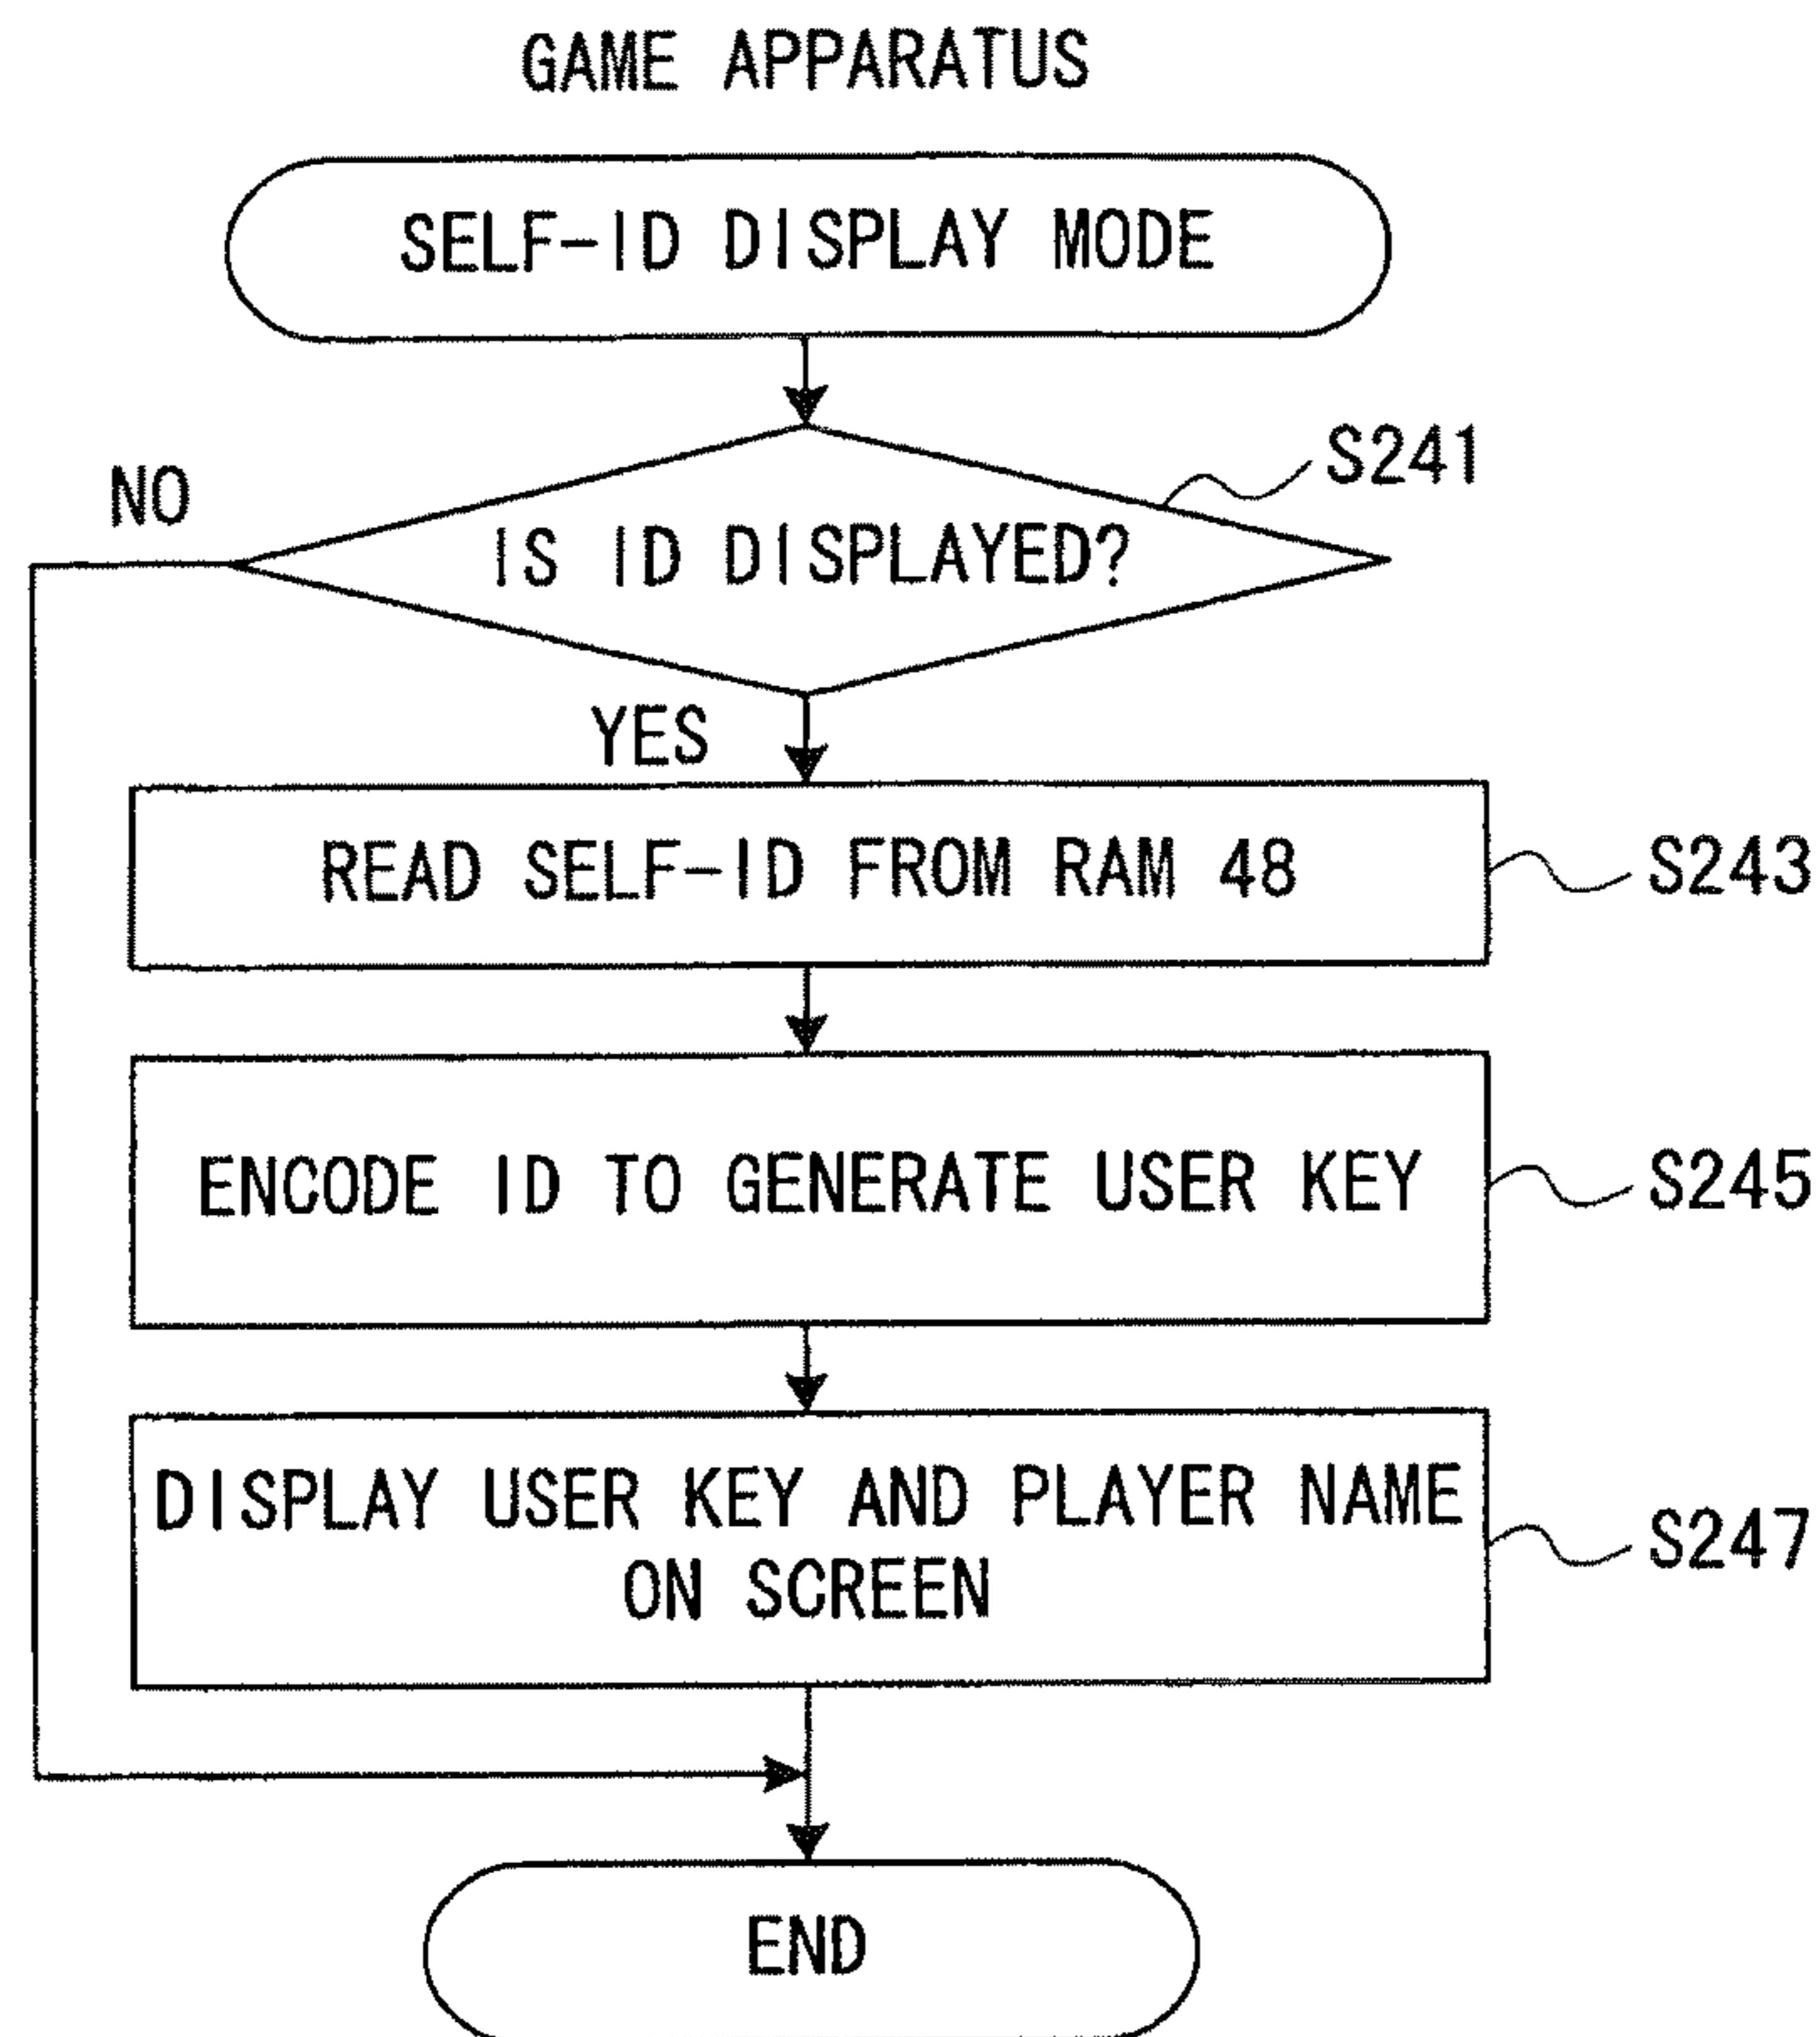 GAME APPARATUS
SELF-ID DISPLAY MODE
S241
NO
IS ID DISPLAYED?
YES
READ SELF-ID FROM RAM 48
S243
ENCODE ID TO GENERATE USER KEY
S245
DISPLAY USER KEY AND PLAYER NAME
ON SCREEN
S247
END